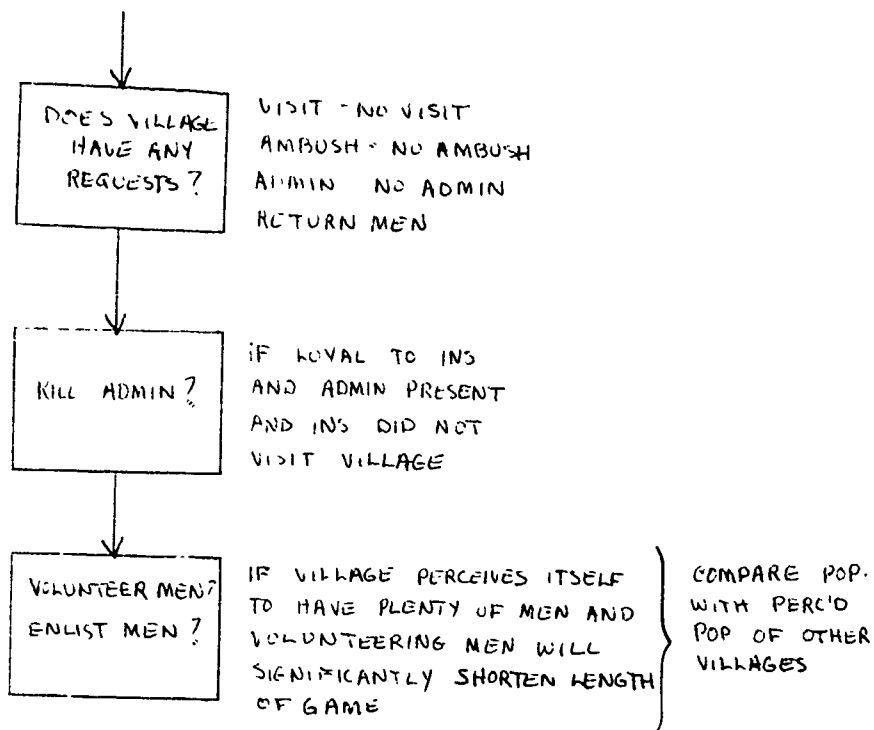 DOES VILLAGE
HAVE ANY
REQUESTS?
VISIT - NO VISIT
AMBUSH - NO AMBUSH
ADMIN NO ADMIN
RETURN MEN
KILL ADMIN?
IF LOYAL TO INS
AND ADMIN PRESENT
AND INS DID NOT
VISIT VILLAGE
VOLUNTEER MEN?
ENLIST MEN?
IF VILLAGE PERCEIVES ITSELF
TO HAVE PLENTY OF MEN AND
VOLUNTEERING MEN WILL
SIGNIFICANTLY SHORTEN LENGTH
OF GAME
COMPARE POP.
WITH PERC'D
POP OF OTHER
VILLAGES